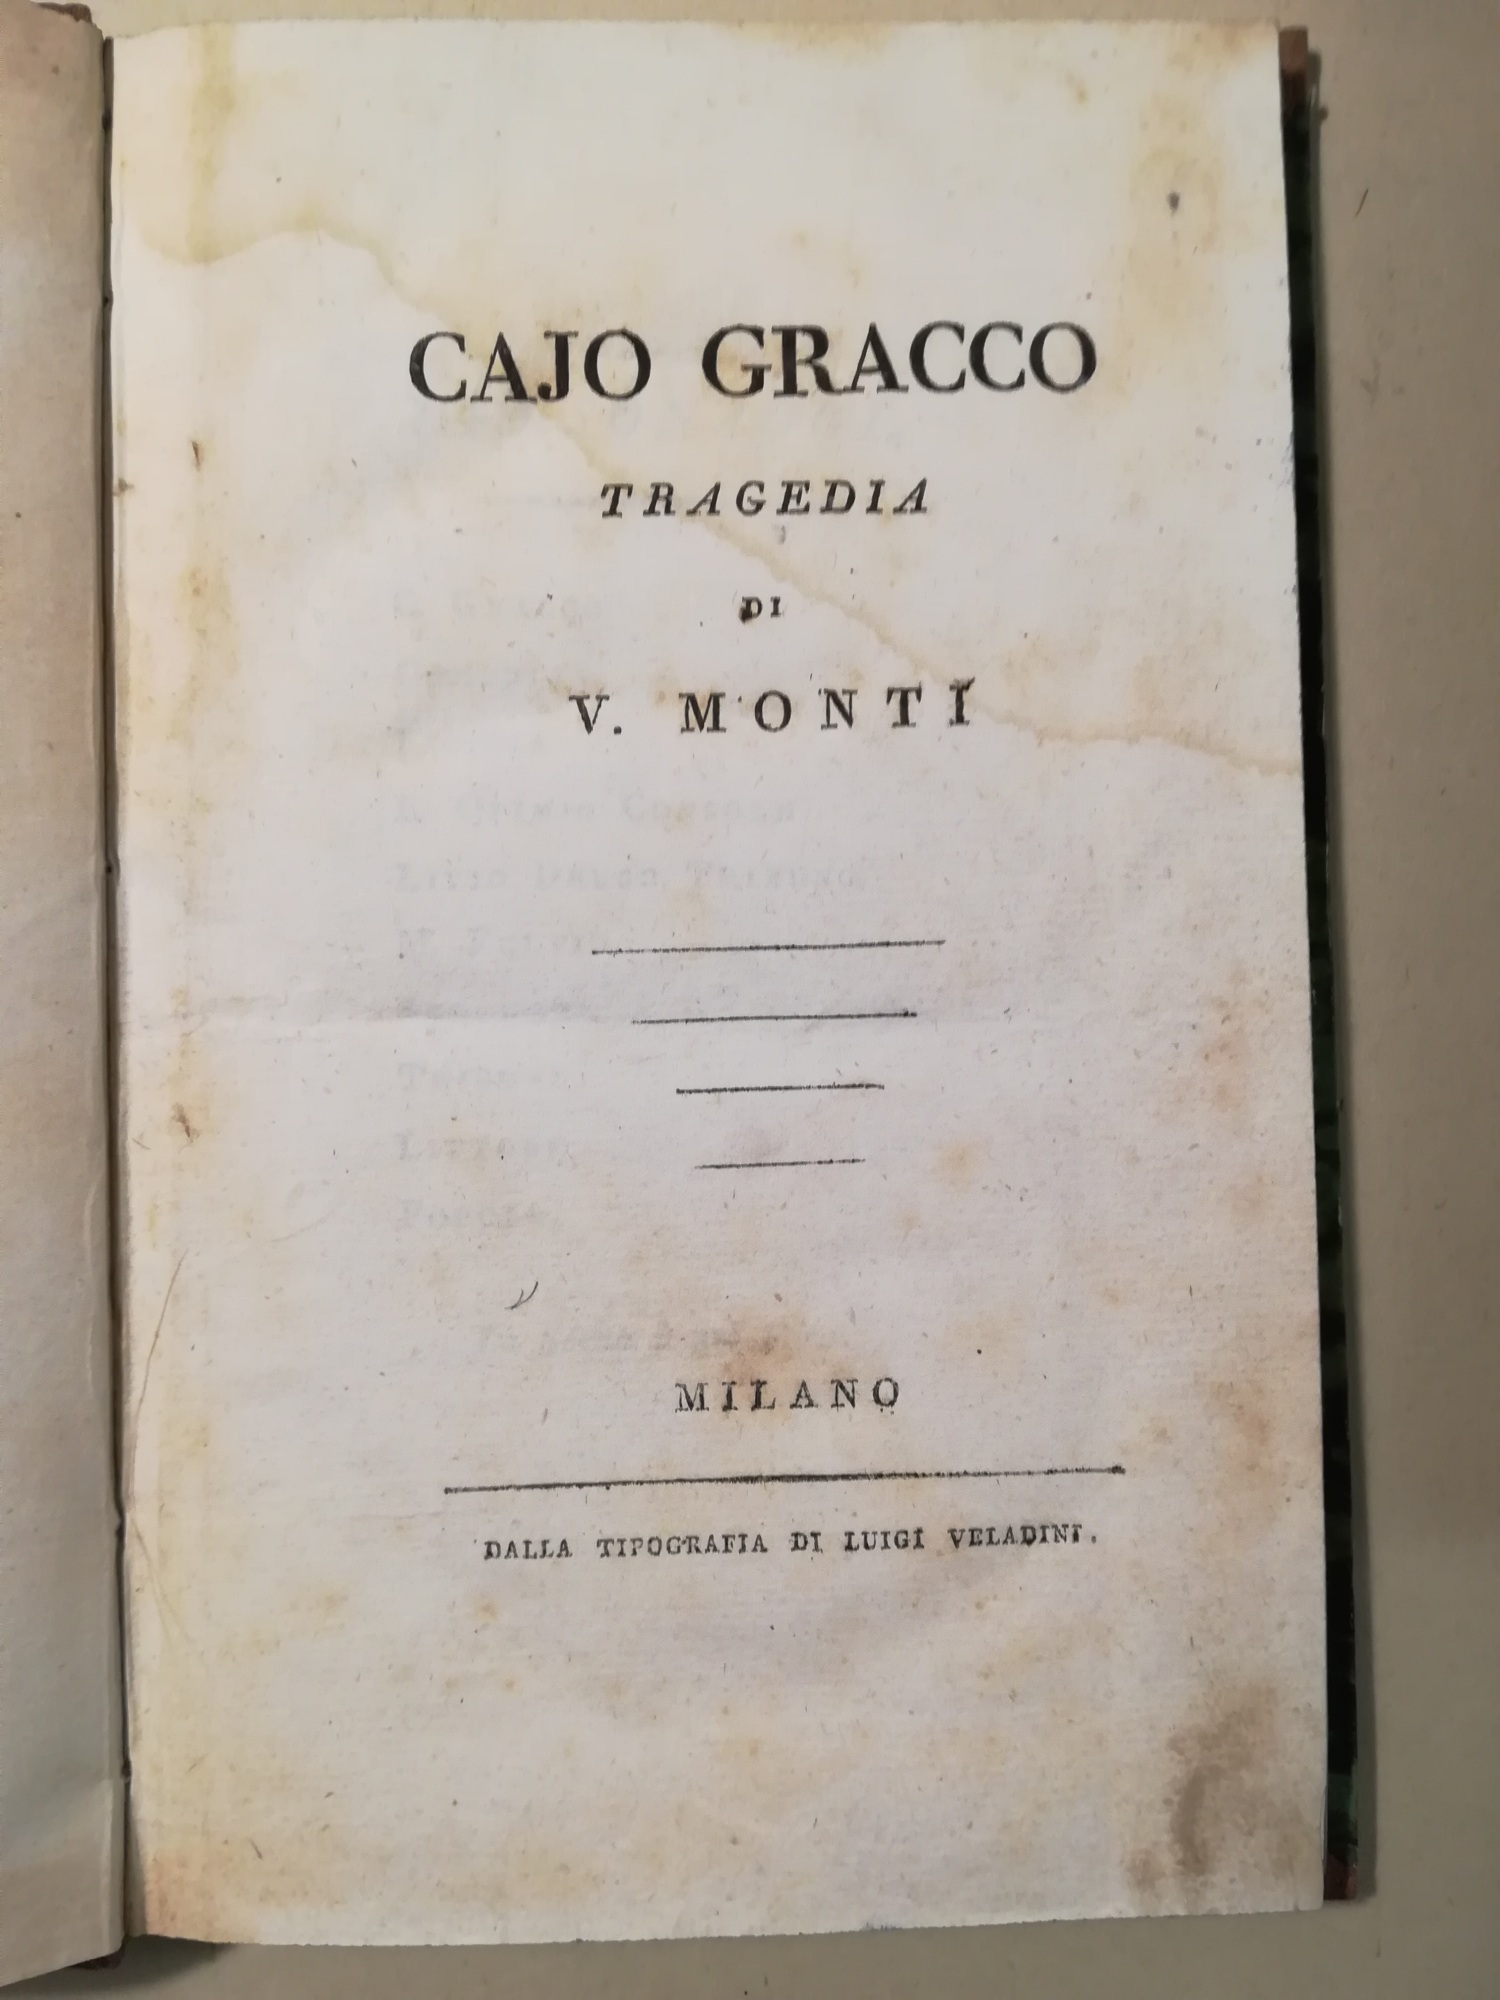 CAJO GRACCO
TRAGEDIA
DI
V. MONTI
MILANO
DALLA TIPOGRAFIA DI LUIGI VELADINI.